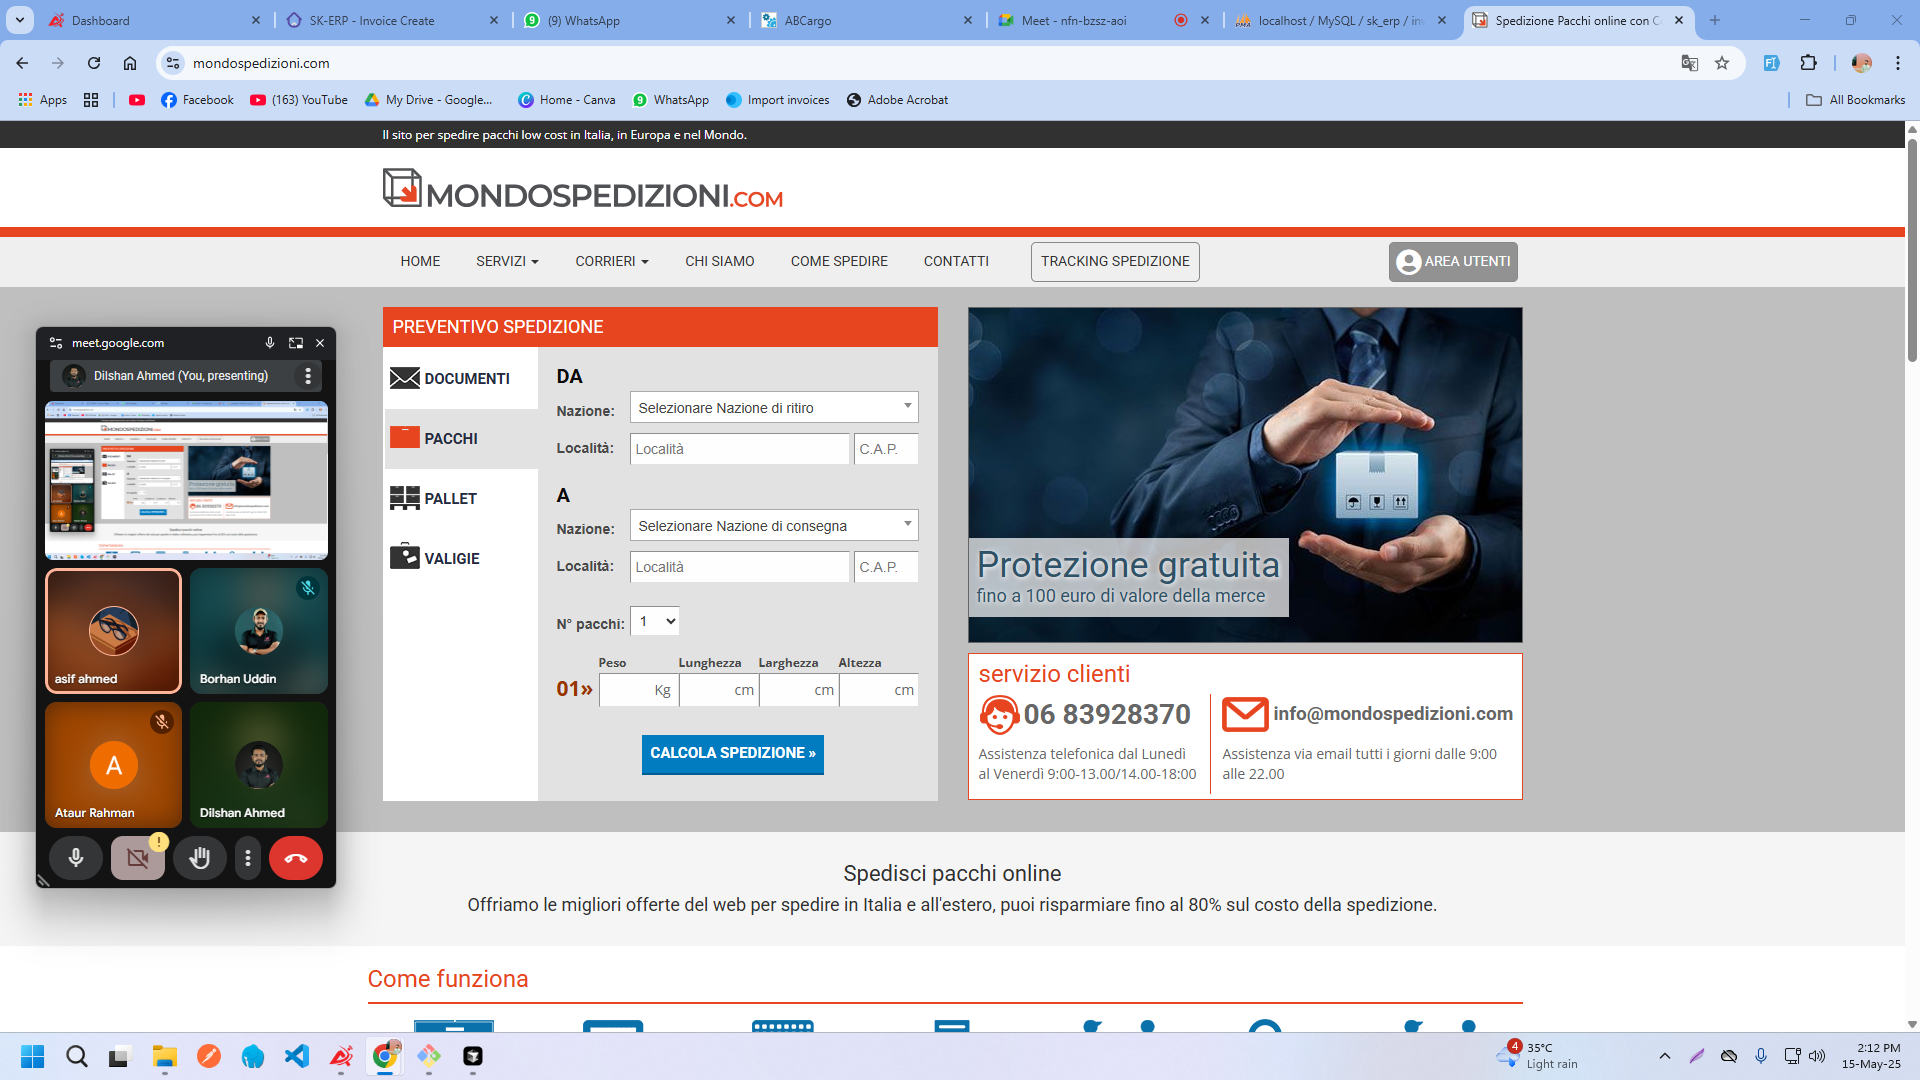 Dashboard
SK-ERP - Invoice Create
(9) WhatsApp
ABCargo
Meet - nfn-bzsz-aoi
localhost / MySQL / sk_erp / inv
Spedizione Pacchi online con C
mondospedizioni.com
Apps
Facebook
(163) YouTube
My Drive - Google...
Home - Canva
WhatsApp
Import invoices
Adobe Acrobat
All Bookmarks
Il sito per spedire pacchi low cost in Italia, in Europa e nel Mondo.
MONDOSPEDIZIONI.COM
HOME
SERVIZI
CORRIERI
CHI SIAMO
COME SPEDIRE
CONTATTI
TRACKING SPEDIZIONE
AREA UTENTI
meet.google.com
Dilshan Ahmed (You, presenting)
asif ahmed
Borhan Uddin
A
Ataur Rahman
Dilshan Ahmed
PREVENTIVO SPEDIZIONE
DOCUMENTI
PACCHI
PALLET
VALIGIE
DA
Nazione: Selezionare Nazione di ritiro
Località: Località C.A.P.
A
Nazione: Selezionare Nazione di consegna
Località: Località C.A.P.
N° pacchi: 1
Peso Lunghezza Larghezza Altezza
01» Kg cm cm cm
CALCOLA SPEDIZIONE »
Protezione gratuita
fino a 100 euro di valore della merce
servizio clienti
06 83928370
Assistenza telefonica dal Lunedì
al Venerdì 9:00-13.00/14.00-18:00
info@mondospedizioni.com
Assistenza via email tutti i giorni dalle 9:00
alle 22.00
Spedisci pacchi online
Offriamo le migliori offerte del web per spedire in Italia e all'estero, puoi risparmiare fino al 80% sul costo della spedizione.
Come funziona
4
35°C
Light rain
2:12 PM
15-May-25